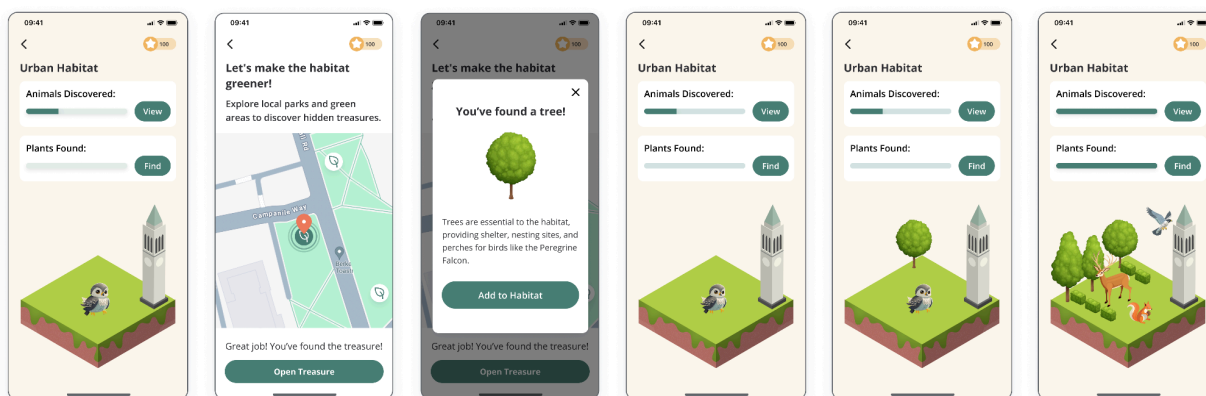 09:41
100
Urban Habitat
Animals Discovered:
View
Plants Found:
Find
09:41
100
Let's make the habitat
greener!
Explore local parks and green
areas to discover hidden treasures.
Campanile Way
Great job! You've found the treasure!
Open Treasure
09:41
100
Let's make the habitat
You've found a tree!
Trees are essential to the habitat,
providing shelter, nesting sites, and
perches for birds like the Peregrine
Falcon.
Add to Habitat
Great job! You've found the treasure!
Open Treasure
09:41
100
Urban Habitat
Animals Discovered:
View
Plants Found:
Find
09:41
100
Urban Habitat
Animals Discovered:
View
Plants Found:
Find
09:41
100
Urban Habitat
Animals Discovered:
View
Plants Found:
Find